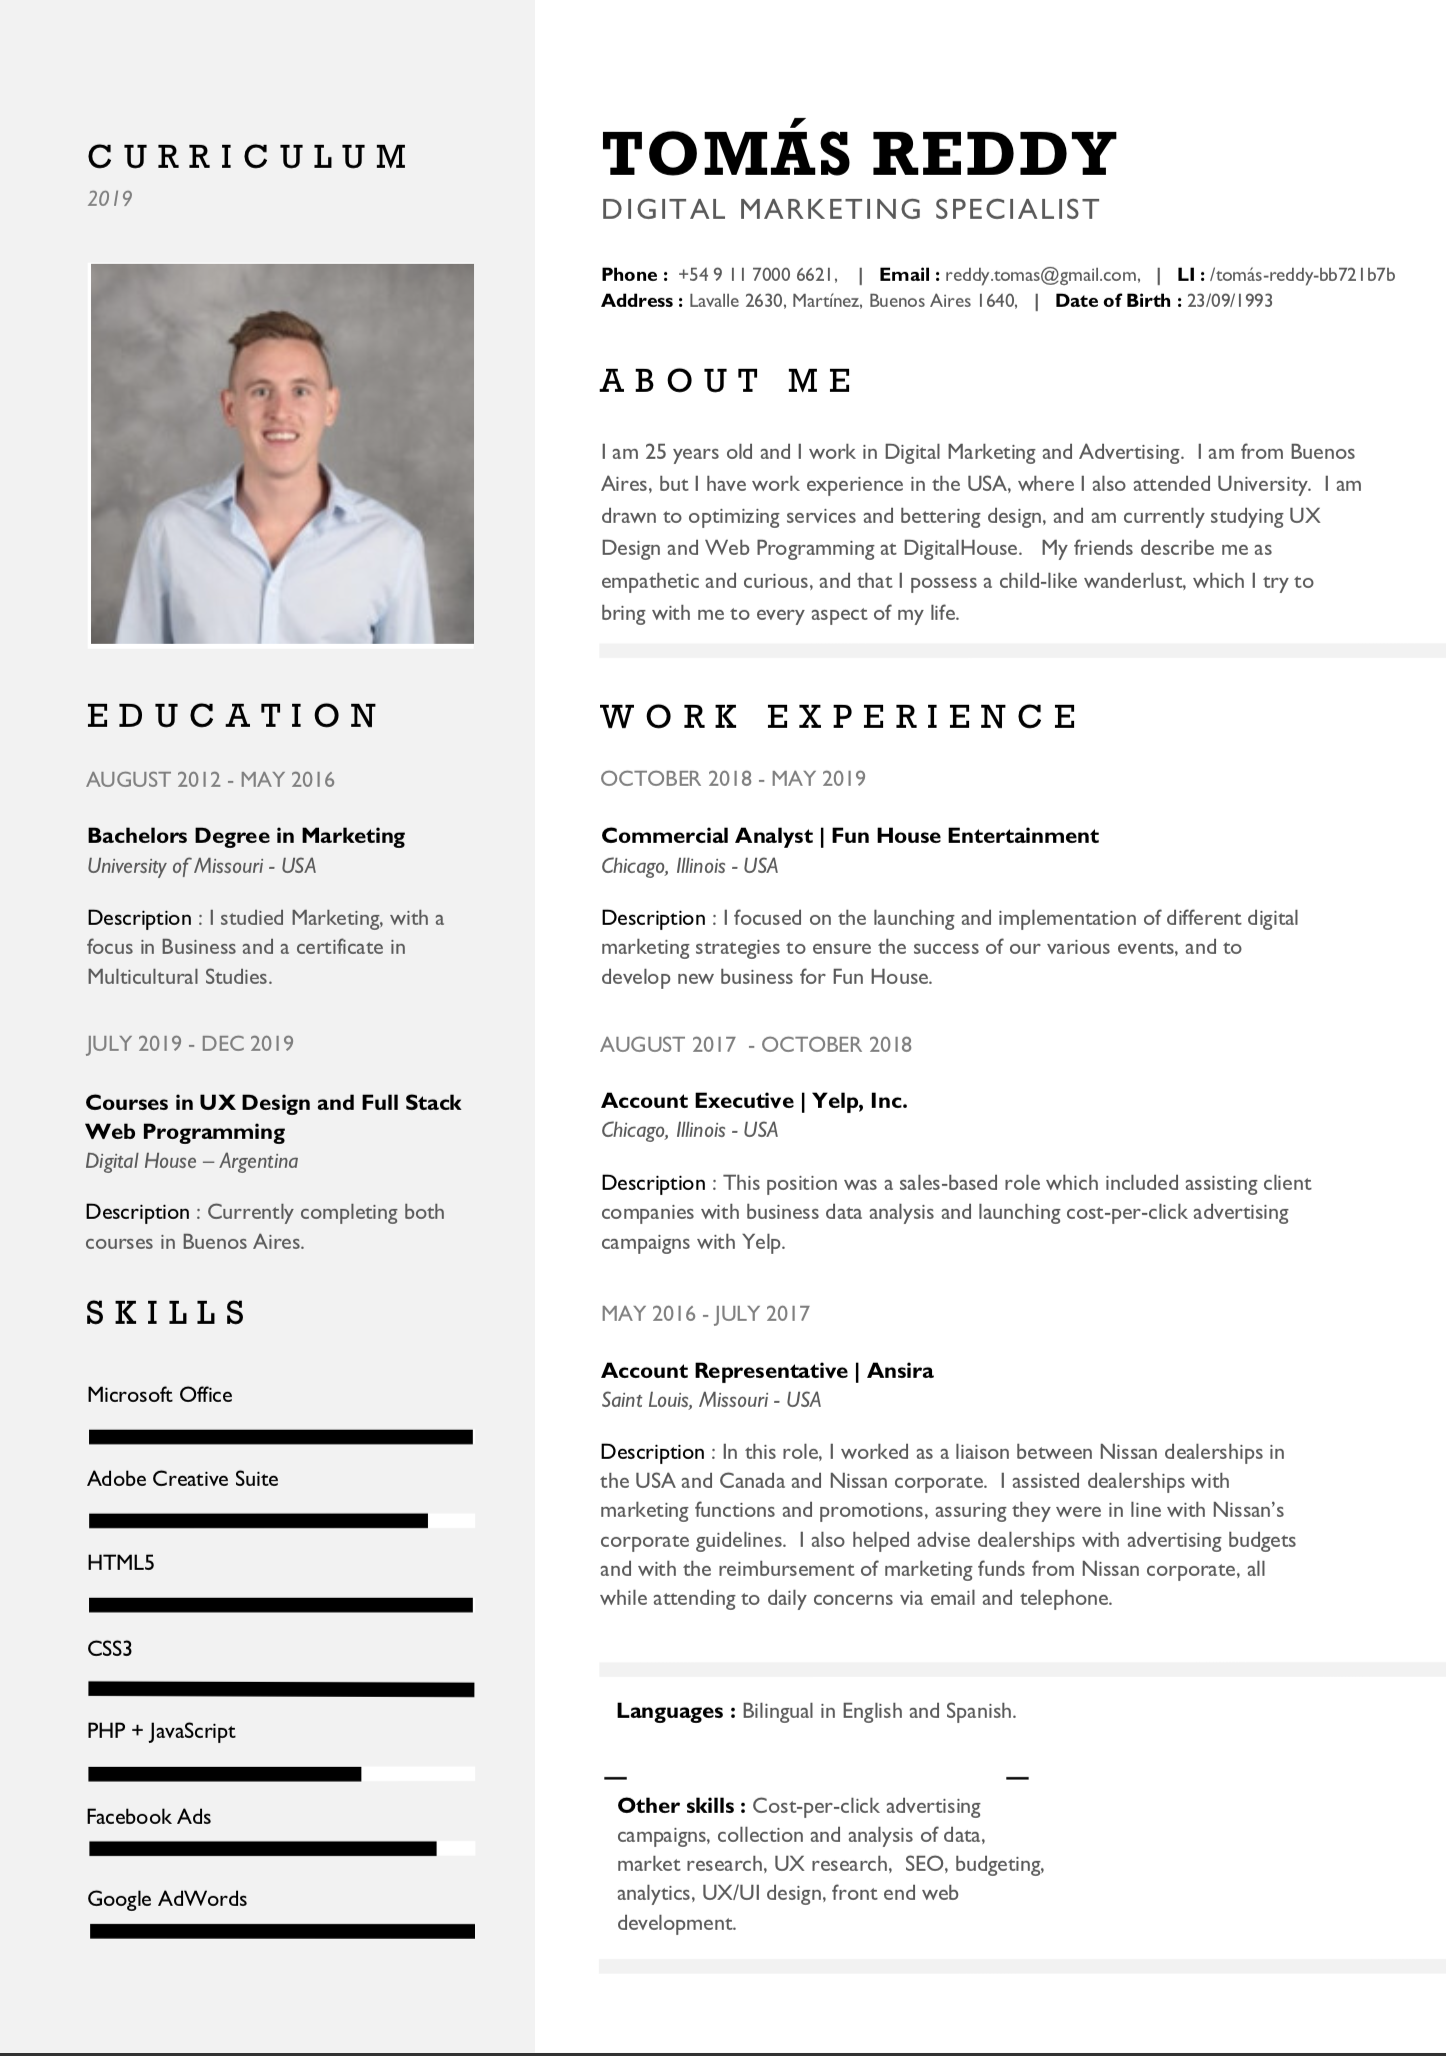 CURRICULUM
2019
EDUCATION
AUGUST 2012 - MAY 2016
Bachelors Degree in Marketing
University of Missouri - USA
Description : I studied Marketing, with a
focus in Business and a certificate in
Multicultural Studies.
JULY 2019 - DEC 2019
Courses in UX Design and Full Stack
Web Programming
Digital House – Argentina
Description : Currently completing both
courses in Buenos Aires.
SKILLS
Microsoft Office
Adobe Creative Suite
HTML5
CSS3
PHP + JavaScript
Facebook Ads
Google AdWords
TOMÁS REDDY
DIGITAL MARKETING SPECIALIST
Phone : +54 9 11 7000 6621, | Email : reddy.tomas@gmail.com, | LI : /tomás-reddy-bb721b7b
Address : Lavalle 2630, Martínez, Buenos Aires 1640, | Date of Birth : 23/09/1993
ABOUT ME
I am 25 years old and I work in Digital Marketing and Advertising. I am from Buenos
Aires, but I have work experience in the USA, where I also attended University. I am
drawn to optimizing services and bettering design, and am currently studying UX
Design and Web Programming at DigitalHouse. My friends describe me as
empathetic and curious, and that I possess a child-like wanderlust, which I try to
bring with me to every aspect of my life.
WORK EXPERIENCE
OCTOBER 2018 - MAY 2019
Commercial Analyst | Fun House Entertainment
Chicago, Illinois - USA
Description : I focused on the launching and implementation of different digital
marketing strategies to ensure the success of our various events, and to
develop new business for Fun House.
AUGUST 2017 - OCTOBER 2018
Account Executive | Yelp, Inc.
Chicago, Illinois - USA
Description : This position was a sales-based role which included assisting client
companies with business data analysis and launching cost-per-click advertising
campaigns with Yelp.
MAY 2016 - JULY 2017
Account Representative | Ansira
Saint Louis, Missouri - USA
Description : In this role, I worked as a liaison between Nissan dealerships in
the USA and Canada and Nissan corporate. I assisted dealerships with
marketing functions and promotions, assuring they were in line with Nissan’s
corporate guidelines. I also helped advise dealerships with advertising budgets
and with the reimbursement of marketing funds from Nissan corporate, all
while attending to daily concerns via email and telephone.
Languages : Bilingual in English and Spanish.
Other skills : Cost-per-click advertising
campaigns, collection and analysis of data,
market research, UX research, SEO, budgeting,
analytics, UX/UI design, front end web
development.